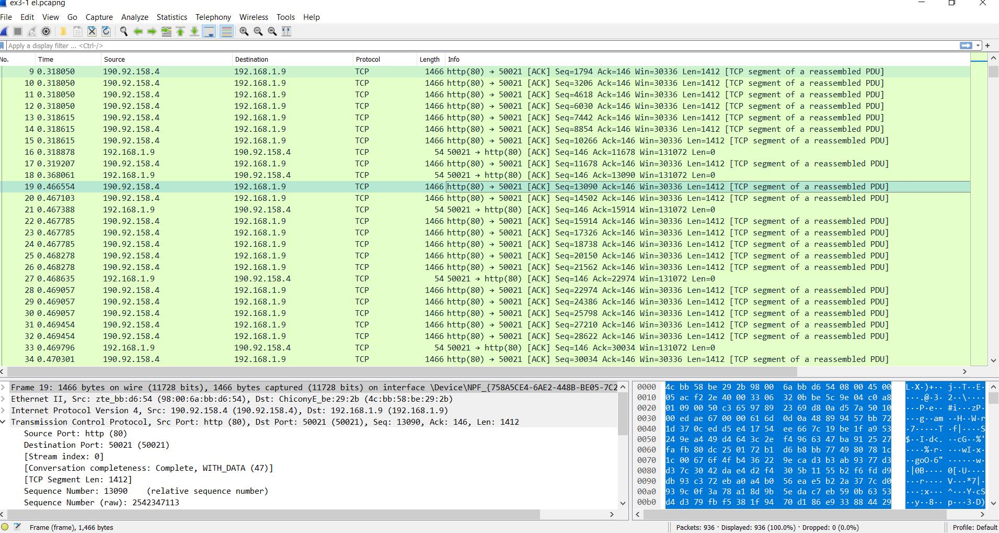 ex3-1 el.pcapng
File Edit View Go Capture Analyze Statistics Telephony Wireless Tools Help
Apply a display filter ... <Ctrl-/>
No. Time Source Destination Protocol Length Info
9 0.318050 190.92.158.4 192.168.1.9 TCP 1466 http(80) → 50021 [ACK] Seq=1794 Ack=146 Win=30336 Len=1412 [TCP segment of a reassembled PDU]
10 0.318050 190.92.158.4 192.168.1.9 TCP 1466 http(80) → 50021 [ACK] Seq=3206 Ack=146 Win=30336 Len=1412 [TCP segment of a reassembled PDU]
11 0.318050 190.92.158.4 192.168.1.9 TCP 1466 http(80) → 50021 [ACK] Seq=4618 Ack=146 Win=30336 Len=1412 [TCP segment of a reassembled PDU]
12 0.318050 190.92.158.4 192.168.1.9 TCP 1466 http(80) → 50021 [ACK] Seq=6030 Ack=146 Win=30336 Len=1412 [TCP segment of a reassembled PDU]
13 0.318615 190.92.158.4 192.168.1.9 TCP 1466 http(80) → 50021 [ACK] Seq=7442 Ack=146 Win=30336 Len=1412 [TCP segment of a reassembled PDU]
14 0.318615 190.92.158.4 192.168.1.9 TCP 1466 http(80) → 50021 [ACK] Seq=8854 Ack=146 Win=30336 Len=1412 [TCP segment of a reassembled PDU]
15 0.318615 190.92.158.4 192.168.1.9 TCP 1466 http(80) → 50021 [ACK] Seq=10266 Ack=146 Win=30336 Len=1412 [TCP segment of a reassembled PDU]
16 0.318878 192.168.1.9 190.92.158.4 TCP 54 50021 → http(80) [ACK] Seq=146 Ack=11678 Win=131072 Len=0
17 0.319207 190.92.158.4 192.168.1.9 TCP 1466 http(80) → 50021 [ACK] Seq=11678 Ack=146 Win=30336 Len=1412 [TCP segment of a reassembled PDU]
18 0.368061 192.168.1.9 190.92.158.4 TCP 54 50021 → http(80) [ACK] Seq=146 Ack=13090 Win=131072 Len=0
19 0.466554 190.92.158.4 192.168.1.9 TCP 1466 http(80) → 50021 [ACK] Seq=13090 Ack=146 Win=30336 Len=1412 [TCP segment of a reassembled PDU]
20 0.467103 190.92.158.4 192.168.1.9 TCP 1466 http(80) → 50021 [ACK] Seq=14502 Ack=146 Win=30336 Len=1412 [TCP segment of a reassembled PDU]
21 0.467388 192.168.1.9 190.92.158.4 TCP 54 50021 → http(80) [ACK] Seq=146 Ack=15914 Win=131072 Len=0
22 0.467785 190.92.158.4 192.168.1.9 TCP 1466 http(80) → 50021 [ACK] Seq=15914 Ack=146 Win=30336 Len=1412 [TCP segment of a reassembled PDU]
23 0.467785 190.92.158.4 192.168.1.9 TCP 1466 http(80) → 50021 [ACK] Seq=17326 Ack=146 Win=30336 Len=1412 [TCP segment of a reassembled PDU]
24 0.467785 190.92.158.4 192.168.1.9 TCP 1466 http(80) → 50021 [ACK] Seq=18738 Ack=146 Win=30336 Len=1412 [TCP segment of a reassembled PDU]
25 0.468278 190.92.158.4 192.168.1.9 TCP 1466 http(80) → 50021 [ACK] Seq=20150 Ack=146 Win=30336 Len=1412 [TCP segment of a reassembled PDU]
26 0.468278 190.92.158.4 192.168.1.9 TCP 1466 http(80) → 50021 [ACK] Seq=21562 Ack=146 Win=30336 Len=1412 [TCP segment of a reassembled PDU]
27 0.468635 192.168.1.9 190.92.158.4 TCP 54 50021 → http(80) [ACK] Seq=146 Ack=22974 Win=131072 Len=0
28 0.469057 190.92.158.4 192.168.1.9 TCP 1466 http(80) → 50021 [ACK] Seq=22974 Ack=146 Win=30336 Len=1412 [TCP segment of a reassembled PDU]
29 0.469057 190.92.158.4 192.168.1.9 TCP 1466 http(80) → 50021 [ACK] Seq=24386 Ack=146 Win=30336 Len=1412 [TCP segment of a reassembled PDU]
30 0.469057 190.92.158.4 192.168.1.9 TCP 1466 http(80) → 50021 [ACK] Seq=25798 Ack=146 Win=30336 Len=1412 [TCP segment of a reassembled PDU]
31 0.469454 190.92.158.4 192.168.1.9 TCP 1466 http(80) → 50021 [ACK] Seq=27210 Ack=146 Win=30336 Len=1412 [TCP segment of a reassembled PDU]
32 0.469454 190.92.158.4 192.168.1.9 TCP 1466 http(80) → 50021 [ACK] Seq=28622 Ack=146 Win=30336 Len=1412 [TCP segment of a reassembled PDU]
33 0.469796 192.168.1.9 190.92.158.4 TCP 54 50021 → http(80) [ACK] Seq=146 Ack=30034 Win=131072 Len=0
34 0.470301 190.92.158.4 192.168.1.9 TCP 1466 http(80) → 50021 [ACK] Seq=30034 Ack=146 Win=30336 Len=1412 [TCP segment of a reassembled PDU]
Frame 19: 1466 bytes on wire (11728 bits), 1466 bytes captured (11728 bits) on interface \Device\NPF_{758A5CE4-6AE2-448B-BE05-7C2
Ethernet II, Src: zte_bb:d6:54 (98:00:6a:bb:d6:54), Dst: ChiconyE_be:29:2b (4c:bb:58:be:29:2b)
Internet Protocol Version 4, Src: 190.92.158.4 (190.92.158.4), Dst: 192.168.1.9 (192.168.1.9)
Transmission Control Protocol, Src Port: http (80), Dst Port: 50021 (50021), Seq: 13090, Ack: 146, Len: 1412
Source Port: http (80)
Destination Port: 50021 (50021)
[Stream index: 0]
[Conversation completeness: Complete, WITH_DATA (47)]
[TCP Segment Len: 1412]
Sequence Number: 13090 (relative sequence number)
Sequence Number (raw): 2542347113
0000 4c bb 58 be 29 2b 98 00 6a bb d6 54 08 00 45 00 L·X·)+·· j··T··E·
0010 05 ac f2 2e 40 00 33 06 32 0b be 5c 9e 04 c0 a8 ···.@·3· 2··\····
0020 01 09 00 50 c3 65 97 89 23 69 d8 0a d5 7a 50 10 ···P·e·· #i···zP·
0030 00 ed ae 67 00 00 61 6d 0d 0a 48 89 94 57 bb 72 ···g··am ··H··W·r
0040 1d 37 0c ed d5 e4 17 54 ee 66 7c 19 be 1f a9 53 ·7·····T ·f|····S
0050 24 9e a4 49 d4 64 3c 2e f4 96 63 47 ba 91 25 27 $··I·d<. ··cG··%'
0060 fa fb 80 dc 25 01 72 b1 d6 b8 bb 77 49 80 78 1c ····%·r· ···wI·x·
0070 1c 00 67 6f 4f b4 36 22 9e ca d3 b3 ab 93 77 d3 ··goO·6" ······w·
0080 d3 7c 30 42 da e4 d2 f4 30 5b 11 55 b2 f6 fd d9 ·|0B···· 0[·U····
0090 db 93 c3 72 eb a0 a4 b0 56 ea e5 b2 2a 37 7c d0 ···r···· V···*7|·
00a0 93 9c 0f 3a 78 a1 8d 9b 5e da c7 eb 59 0b 63 53 ···:x··· ^···Y·cS
00b0 d4 d3 79 fb f5 38 1f 94 70 d1 86 e9 33 88 44 29 ··y··8·· p···3·D)
Frame (frame), 1,466 bytes
Packets: 936 · Displayed: 936 (100.0%) · Dropped: 0 (0.0%)
Profile: Default